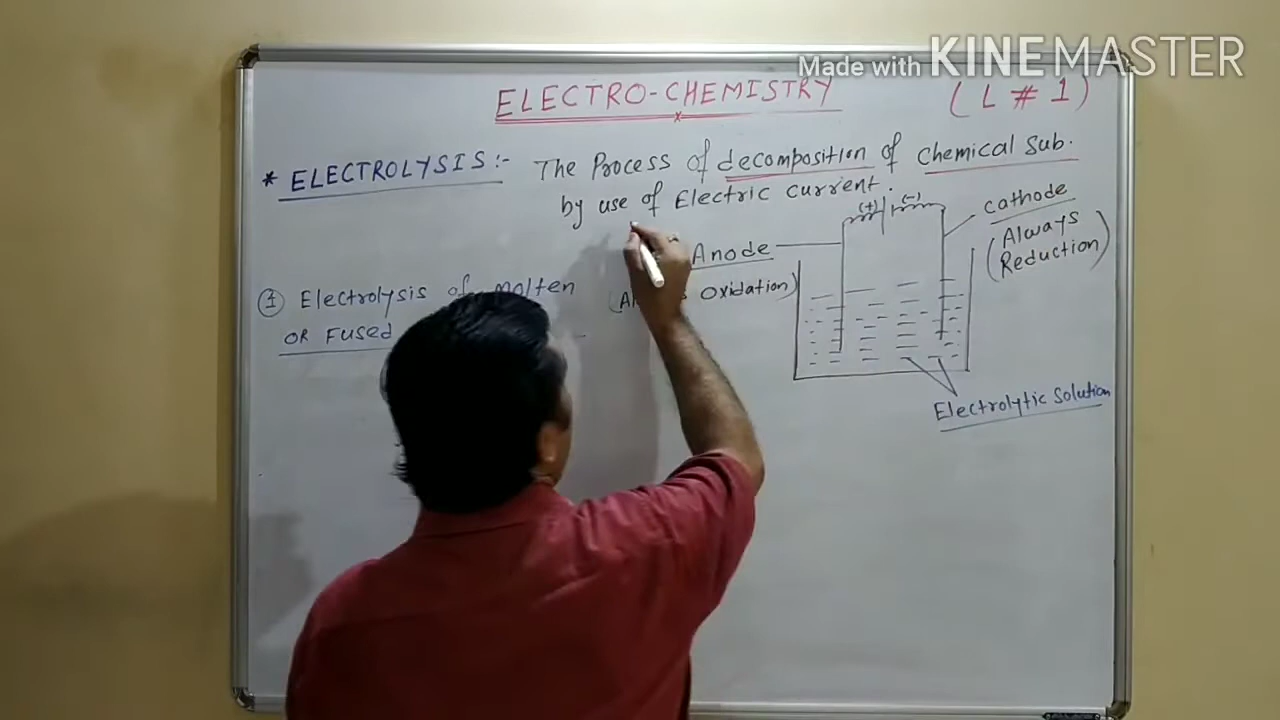 Made with KINEMASTER
ELECTRO-CHEMISTRY (L # 1)
* ELECTROLYSIS :- The Process of decomposition of chemical Sub.
by use of Electric current.
(+) (-)
cathode
(Always
Reduction)
Anode
Oxidation)
① Electrolysis of molten
OR Fused
Electrolytic Solution